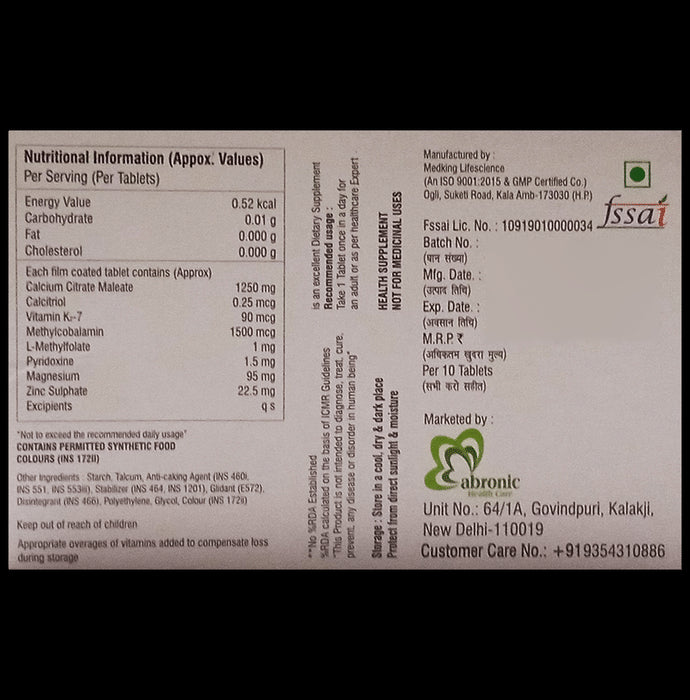 Nutritional Information (Appox. Values)
Per Serving (Per Tablets)
Energy Value 0.52 kcal
Carbohydrate 0.01 g
Fat 0.000 g
Cholesterol 0.000 g
Each film coated tablet contains (Approx)
Calcium Citrate Maleate 1250 mg
Calcitriol 0.25 mcg
Vitamin K₂-7 90 mcg
Methylcobalamin 1500 mcg
L-Methylfolate 1 mg
Pyridoxine 1.5 mg
Magnesium 95 mg
Zinc Sulphate 22.5 mg
Excipients q s
"Not to exceed the recommended daily usage"
CONTAINS PERMITTED SYNTHETIC FOOD
COLOURS (INS 172II)
Other Ingredients : Starch, Talcum, Anti-caking Agent (INS 460i,
INS 551, INS 553iii), Stabilizer (INS 464, INS 1201), Glidant (E572),
Disintegrant (INS 466), Polyethylene, Glycol, Colour (INS 172II)
Keep out of reach of children
Appropriate overages of vitamins added to compensate loss
during storage
is an excellent Dietary Supplement
Recommended usage :
Take 1 Tablet once in a day for
an adult or as per healthcare Expert .
HEALTH SUPPLEMENT
NOT FOR MEDICINAL USES
**No %RDA Established
%RDA calculated on the basis of ICMR Guidelines
"This Product is not intended to diagnose, treat, cure,
prevent, any disease or disorder in human being"
Storage : Store in a cool, dry & dark place
Protect from direct sunlight & moisture
Manufactured by :
Medking Lifescience
(An ISO 9001:2015 & GMP Certified Co.)
Ogli, Suketi Road, Kala Amb-173030 (H.P.)
fssai
Fssai Lic. No. : 10919010000034
Batch No. :
(पान संख्या)
Mfg. Date. :
(उत्पाद तिथि)
Exp. Date. :
(अवसान तिथि)
M.R.P. ₹
(अधिकतम खुदरा मुल्य)
Per 10 Tablets
(सभी करो सहीत)
Marketed by :
abronic
Health Care
Unit No.: 64/1A, Govindpuri, Kalakji,
New Delhi-110019
Customer Care No.: +919354310886